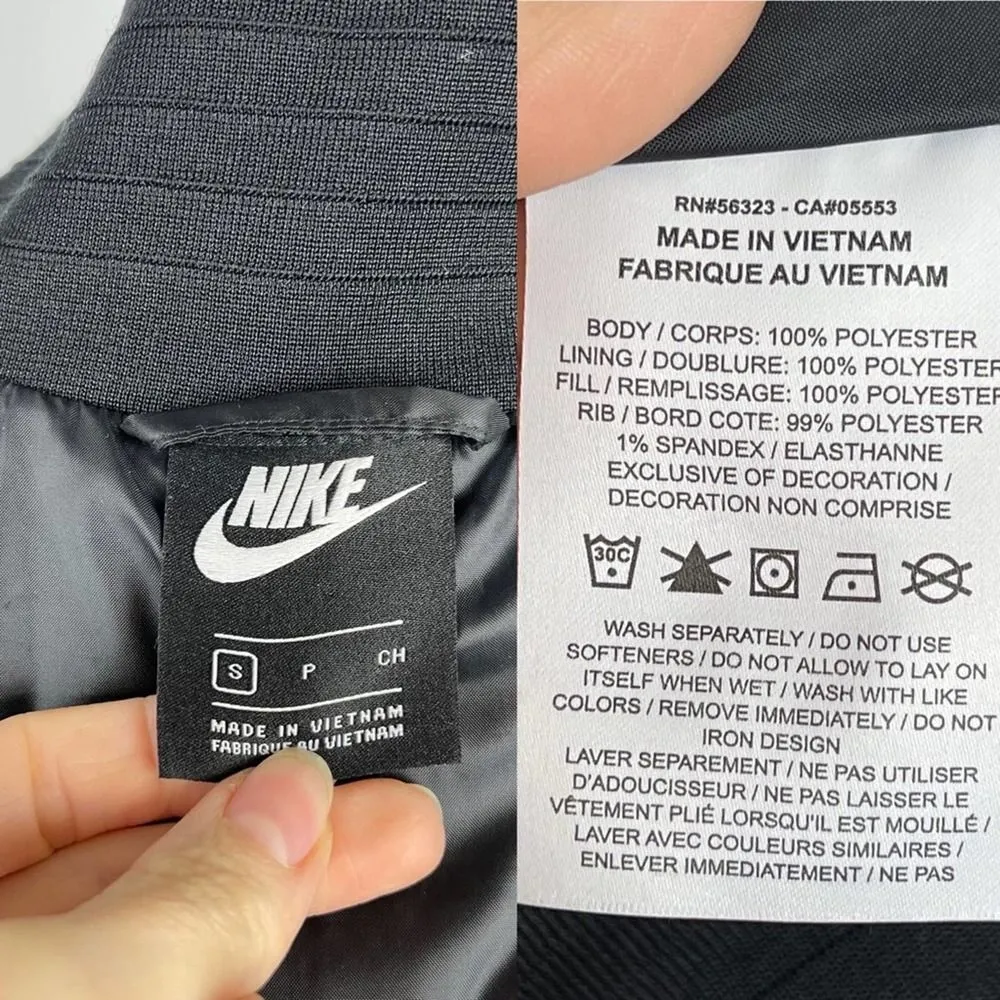 NIKE
S P CH
MADE IN VIETNAM
FABRIQUE AU VIETNAM
RN#56323 - CA#05553
MADE IN VIETNAM
FABRIQUE AU VIETNAM
BODY / CORPS: 100% POLYESTER
LINING / DOUBLURE: 100% POLYESTER
FILL / REMPLISSAGE: 100% POLYESTER
RIB / BORD COTE: 99% POLYESTER
1% SPANDEX / ELASTHANNE
EXCLUSIVE OF DECORATION /
DECORATION NON COMPRISE
30C
WASH SEPARATELY / DO NOT USE
SOFTENERS / DO NOT ALLOW TO LAY ON
ITSELF WHEN WET / WASH WITH LIKE
COLORS / REMOVE IMMEDIATELY / DO NOT
IRON DESIGN
LAVER SEPAREMENT / NE PAS UTILISER
D'ADOUCISSEUR / NE PAS LAISSER LE
VÊTEMENT PLIÉ LORSQU'IL EST MOUILLÉ /
LAVER AVEC COULEURS SIMILAIRES /
ENLEVER IMMEDIATEMENT / NE PAS